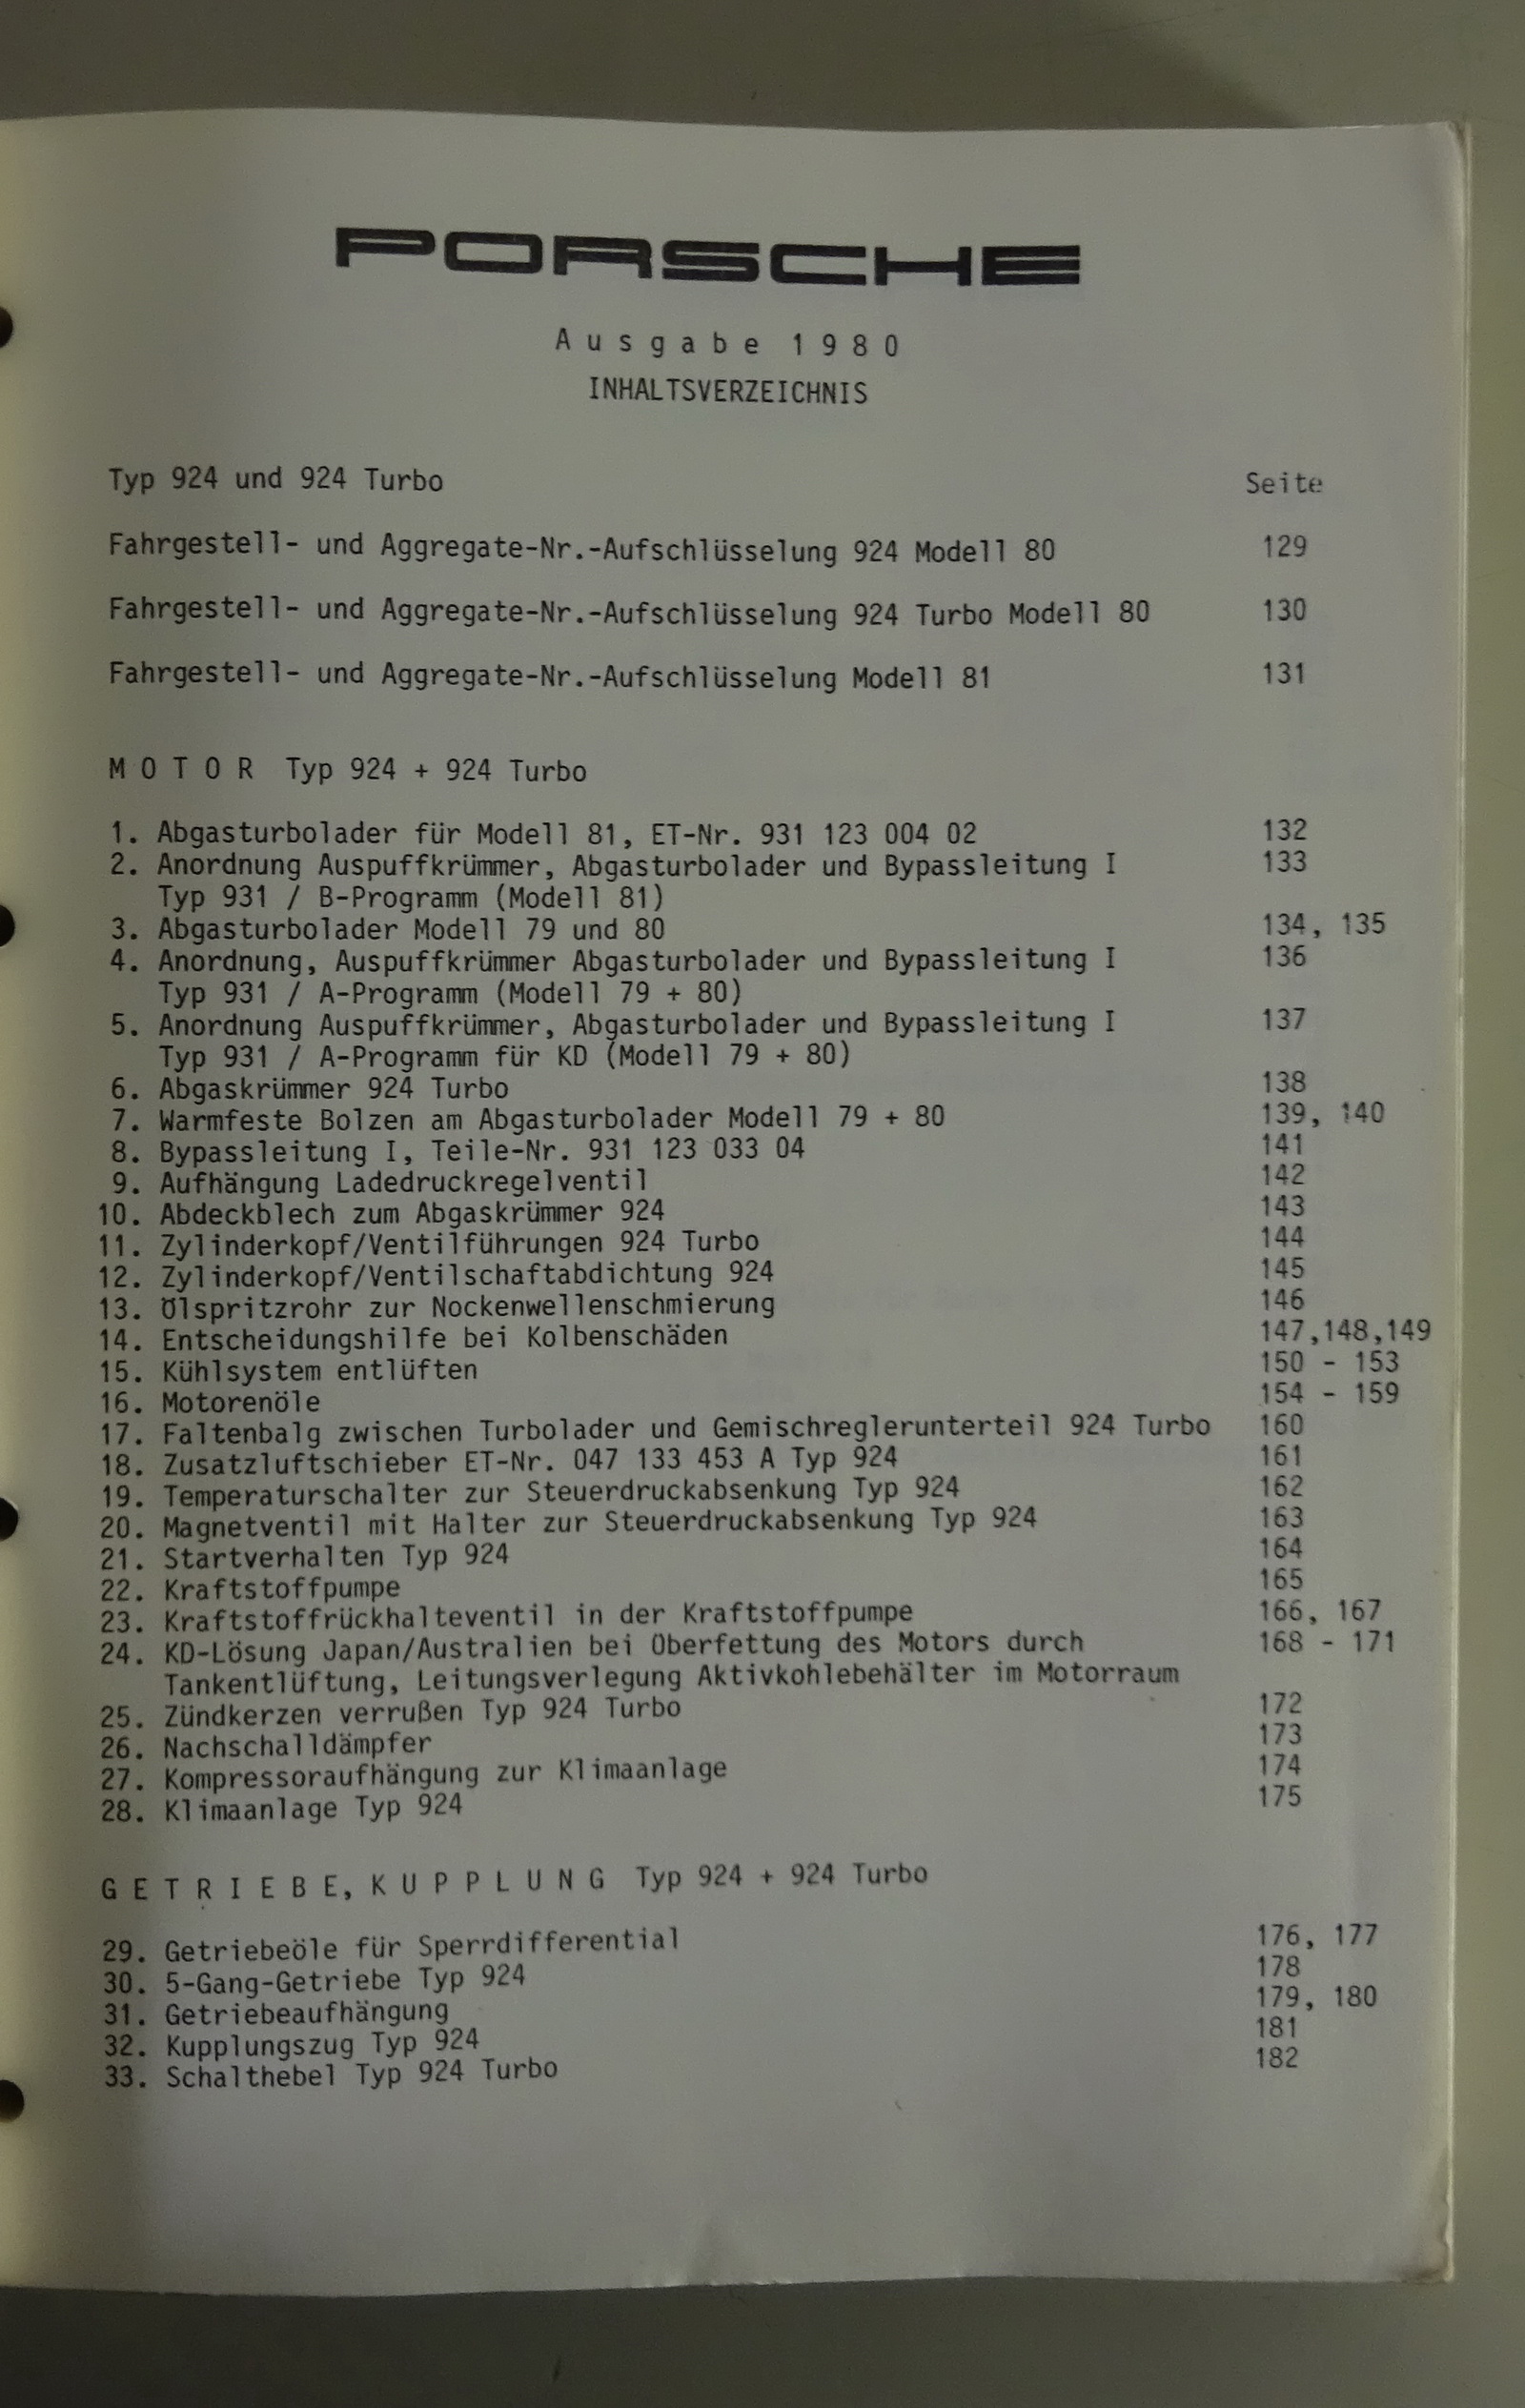 PORSCHE
Ausgabe 1980
INHALTSVERZEICHNIS
Typ 924 und 924 Turbo Seite
Fahrgestell- und Aggregate-Nr.-Aufschlüsselung 924 Modell 80 129
Fahrgestell- und Aggregate-Nr.-Aufschlüsselung 924 Turbo Modell 80 130
Fahrgestell- und Aggregate-Nr.-Aufschlüsselung Modell 81 131
MOTOR Typ 924 + 924 Turbo
1. Abgasturbolader für Modell 81, ET-Nr. 931 123 004 02 132
2. Anordnung Auspuffkrümmer, Abgasturbolader und Bypassleitung I 133
Typ 931 / B-Programm (Modell 81)
3. Abgasturbolader Modell 79 und 80 134, 135
4. Anordnung, Auspuffkrümmer Abgasturbolader und Bypassleitung I 136
Typ 931 / A-Programm (Modell 79 + 80)
5. Anordnung Auspuffkrümmer, Abgasturbolader und Bypassleitung I 137
Typ 931 / A-Programm für KD (Modell 79 + 80)
6. Abgaskrümmer 924 Turbo 138
7. Warmfeste Bolzen am Abgasturbolader Modell 79 + 80 139, 140
8. Bypassleitung I, Teile-Nr. 931 123 033 04 141
9. Aufhängung Ladedruckregelventil 142
10. Abdeckblech zum Abgaskrümmer 924 143
11. Zylinderkopf/Ventilführungen 924 Turbo 144
12. Zylinderkopf/Ventilschaftabdichtung 924 145
13. Ölspritzrohr zur Nockenwellenschmierung 146
14. Entscheidungshilfe bei Kolbenschäden 147,148,149
15. Kühlsystem entlüften 150 - 153
16. Motorenöle 154 - 159
17. Faltenbalg zwischen Turbolader und Gemischreglerunterteil 924 Turbo 160
18. Zusatzluftschieber ET-Nr. 047 133 453 A Typ 924 161
19. Temperaturschalter zur Steuerdruckabsenkung Typ 924 162
20. Magnetventil mit Halter zur Steuerdruckabsenkung Typ 924 163
21. Startverhalten Typ 924 164
22. Kraftstoffpumpe 165
23. Kraftstoffrückhalteventil in der Kraftstoffpumpe 166, 167
24. KD-Lösung Japan/Australien bei Überfettung des Motors durch 168 - 171
Tankentlüftung, Leitungsverlegung Aktivkohlebehälter im Motorraum
25. Zündkerzen verrußen Typ 924 Turbo 172
26. Nachschalldämpfer 173
27. Kompressoraufhängung zur Klimaanlage 174
28. Klimaanlage Typ 924 175
GETRIEBE, KUPPLUNG Typ 924 + 924 Turbo
29. Getriebeöle für Sperrdifferential 176, 177
30. 5-Gang-Getriebe Typ 924 178
31. Getriebeaufhängung 179, 180
32. Kupplungszug Typ 924 181
33. Schalthebel Typ 924 Turbo 182